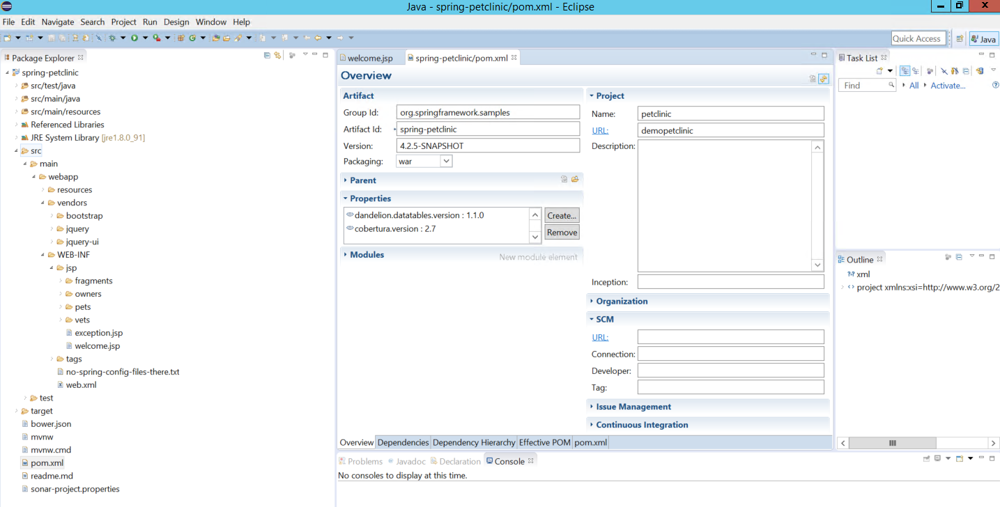 Java - spring-petclinic/pom.xml - Eclipse
File Edit Navigate Search Project Run Design Window Help
Quick Access
Java
Package Explorer
spring-petclinic
src/test/java
src/main/java
src/main/resources
Referenced Libraries
JRE System Library [jre1.8.0_91]
src
main
webapp
resources
vendors
bootstrap
jquery
jquery-ui
WEB-INF
jsp
fragments
owners
pets
vets
exception.jsp
welcome.jsp
tags
no-spring-config-files-there.txt
web.xml
test
target
bower.json
mvnw
mvnw.cmd
pom.xml
readme.md
sonar-project.properties
welcome.jsp
spring-petclinic/pom.xml
Overview
Artifact
Group Id: org.springframework.samples
Artifact Id: spring-petclinic
Version: 4.2.5-SNAPSHOT
Packaging: war
Parent
Properties
dandelion.datatables.version : 1.1.0
cobertura.version : 2.7
Create...
Remove
Modules
New module element
Project
Name: petclinic
URL: demopetclinic
Description:
Inception:
Organization
SCM
URL:
Connection:
Developer:
Tag:
Issue Management
Continuous Integration
Overview Dependencies Dependency Hierarchy Effective POM pom.xml
Problems Javadoc Declaration Console
No consoles to display at this time.
Task List
Find All Activate...
Outline
xml
project xmlns:xsi=http://www.w3.org/2